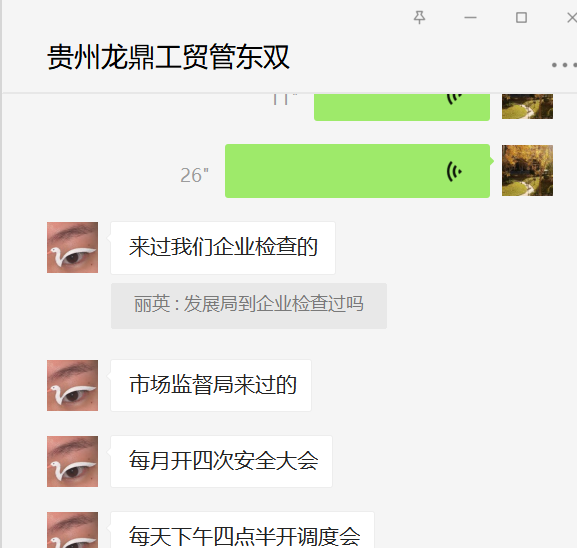 贵州龙鼎工贸管东双
11"
26"
来过我们企业检查的
丽英 : 发展局到企业检查过吗
市场监督局来过的
每月开四次安全大会
每天下午四点半开调度会